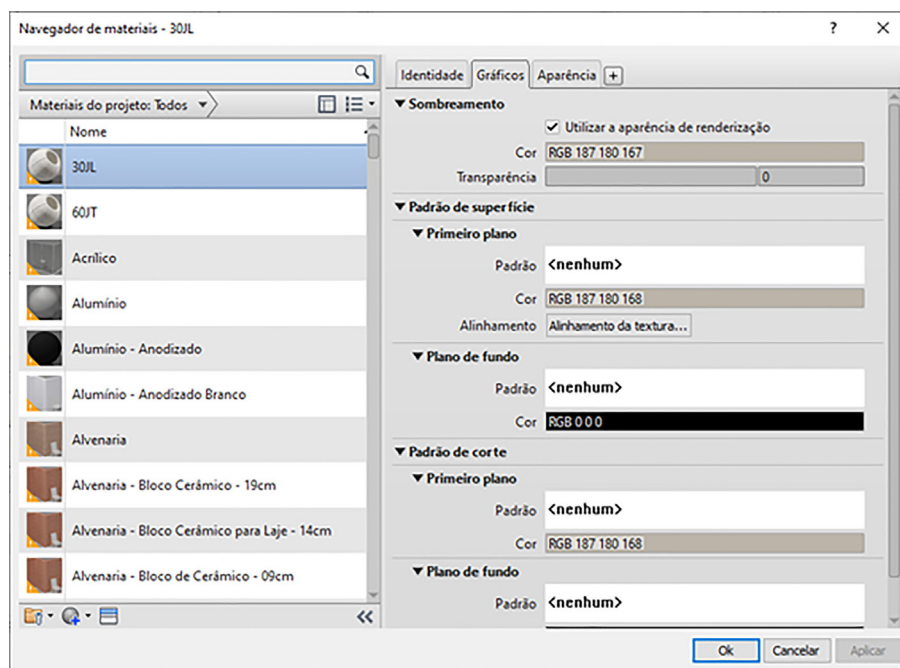 Navegador de materiais - 30JL
? X
Materiais do projeto: Todos
Nome
30JL
60JT
Acrílico
Alumínio
Alumínio - Anodizado
Alumínio - Anodizado Branco
Alvenaria
Alvenaria - Bloco Cerâmico - 19cm
Alvenaria - Bloco Cerâmico para Laje - 14cm
Alvenaria - Bloco de Cerâmico - 09cm
Identidade Gráficos Aparência +
Sombreamento
Utilizar a aparência de renderização
Cor RGB 187 180 167
Transparência 0
Padrão de superfície
Primeiro plano
Padrão <nenhum>
Cor RGB 187 180 168
Alinhamento Alinhamento da textura...
Plano de fundo
Padrão <nenhum>
Cor RGB 0 0 0
Padrão de corte
Primeiro plano
Padrão <nenhum>
Cor RGB 187 180 168
Plano de fundo
Padrão <nenhum>
Ok Cancelar Aplicar